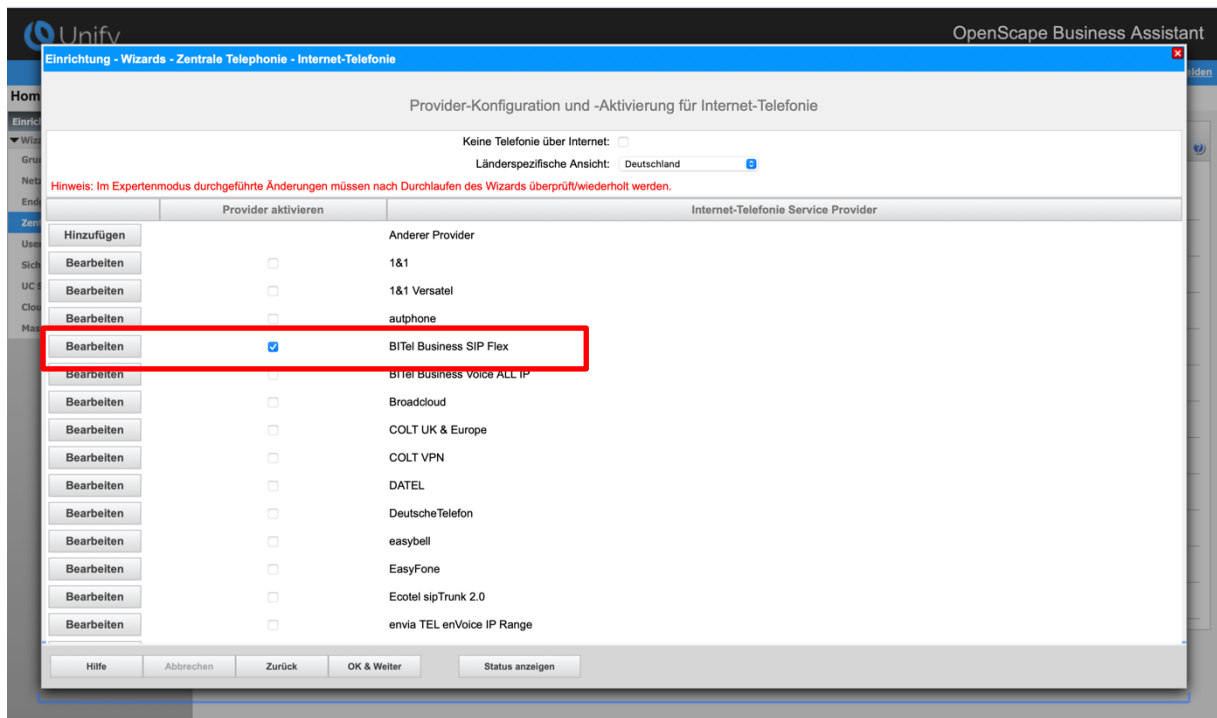 Unify
OpenScape Business Assistant
Einrichtung - Wizards - Zentrale Telephonie - Internet-Telefonie
Provider-Konfiguration und -Aktivierung für Internet-Telefonie
Keine Telefonie über Internet:
Länderspezifische Ansicht: Deutschland
Hinweis: Im Expertenmodus durchgeführte Änderungen müssen nach Durchlaufen des Wizards überprüft/wiederholt werden.
Provider aktivieren Internet-Telefonie Service Provider
Hinzufügen Anderer Provider
Bearbeiten 1&1
Bearbeiten 1&1 Versatel
Bearbeiten autphone
Bearbeiten BITel Business SIP Flex
Bearbeiten BITel Business Voice ALL IP
Bearbeiten Broadcloud
Bearbeiten COLT UK & Europe
Bearbeiten COLT VPN
Bearbeiten DATEL
Bearbeiten DeutscheTelefon
Bearbeiten easybell
Bearbeiten EasyFone
Bearbeiten Ecotel sipTrunk 2.0
Bearbeiten envia TEL enVoice IP Range
Hilfe Abbrechen Zurück OK & Weiter Status anzeigen